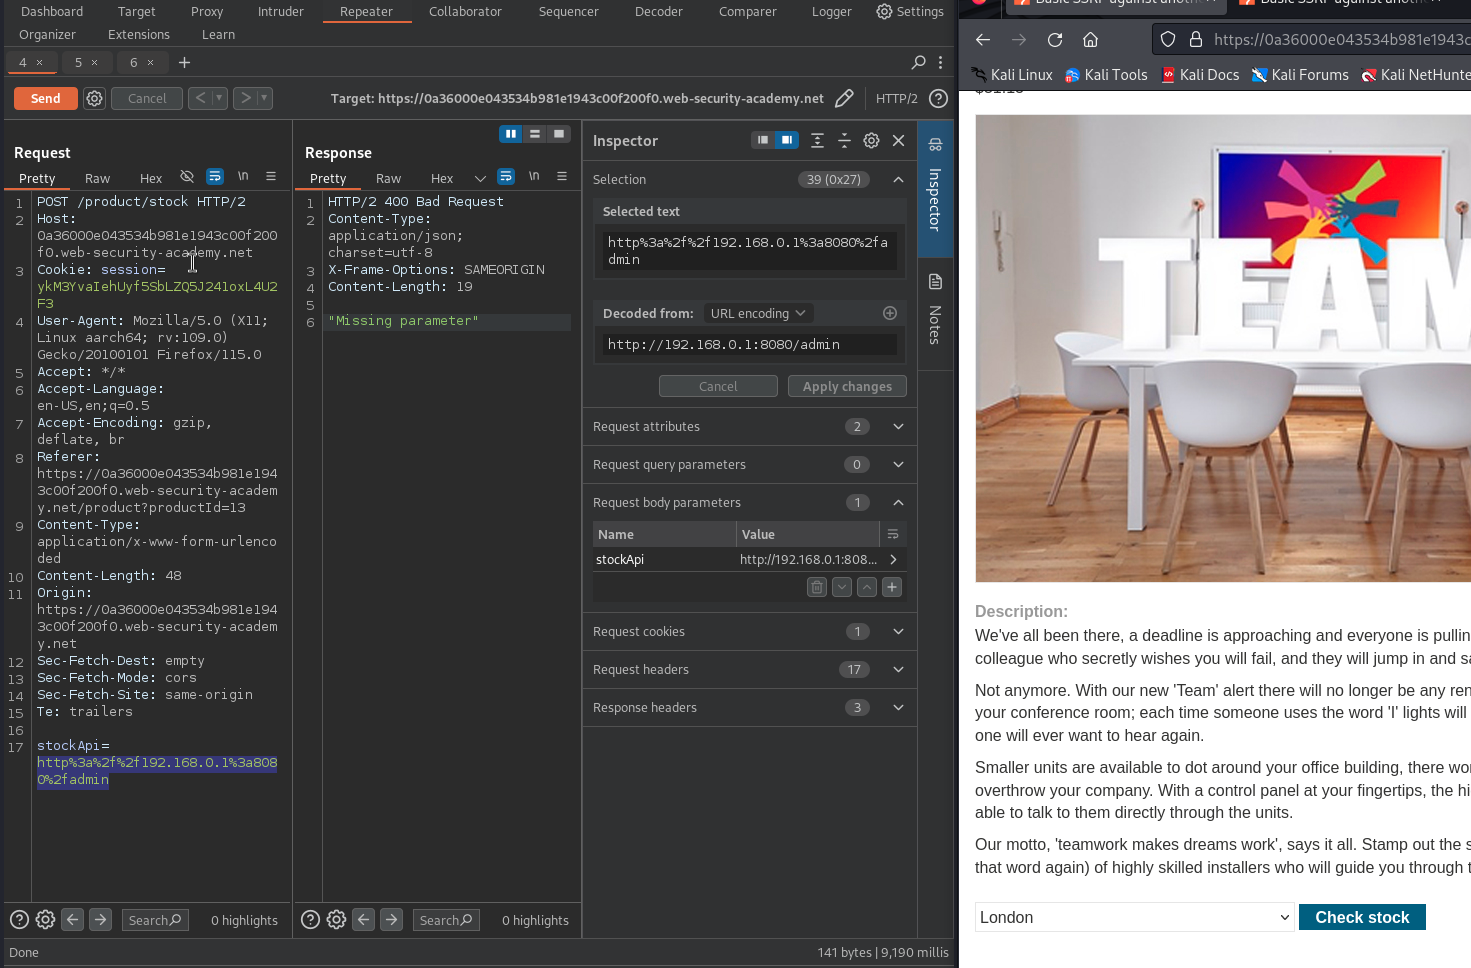 Dashboard Target Proxy Intruder Repeater Collaborator Sequencer Decoder Comparer Logger Settings
Organizer Extensions Learn
4 × 5 × 6 × +
Send Cancel < > Target: https://0a36000e043534b981e1943c00f200f0.web-security-academy.net HTTP/2
Request
Pretty Raw Hex \n
1 POST /product/stock HTTP/2
2 Host:
0a36000e043534b981e1943c00f200
f0.web-security-academy.net
3 Cookie: session=
ykM3YvaIehUyf5SbLZQ5J24loxL4U2
F3
4 User-Agent: Mozilla/5.0 (X11;
Linux aarch64; rv:109.0)
Gecko/20100101 Firefox/115.0
5 Accept: */*
6 Accept-Language:
en-US,en;q=0.5
7 Accept-Encoding: gzip,
deflate, br
8 Referer:
https://0a36000e043534b981e194
3c00f200f0.web-security-academ
y.net/product?productId=13
9 Content-Type:
application/x-www-form-urlenco
ded
10 Content-Length: 48
11 Origin:
https://0a36000e043534b981e194
3c00f200f0.web-security-academ
y.net
12 Sec-Fetch-Dest: empty
13 Sec-Fetch-Mode: cors
14 Sec-Fetch-Site: same-origin
15 Te: trailers
16
17 stockApi=
http%3a%2f%2f192.168.0.1%3a808
0%2fadmin
Search 0 highlights
Response
Pretty Raw Hex \n
1 HTTP/2 400 Bad Request
2 Content-Type:
application/json;
charset=utf-8
3 X-Frame-Options: SAMEORIGIN
4 Content-Length: 19
5
6 "Missing parameter"
Search 0 highlights
Inspector
Selection 39 (0x27)
Selected text
http%3a%2f%2f192.168.0.1%3a8080%2fa
dmin
Decoded from: URL encoding
http://192.168.0.1:8080/admin
Cancel Apply changes
Request attributes 2
Request query parameters 0
Request body parameters 1
Name Value
stockApi http://192.168.0.1:808...
Request cookies 1
Request headers 17
Response headers 3
Inspector
Notes
Done 141 bytes | 9,190 millis
https://0a36000e043534b981e1943c
Kali Linux Kali Tools Kali Docs Kali Forums Kali NetHunte
TEAM
Description:
We've all been there, a deadline is approaching and everyone is pullin
colleague who secretly wishes you will fail, and they will jump in and sa
Not anymore. With our new 'Team' alert there will no longer be any ren
your conference room; each time someone uses the word 'I' lights will
one will ever want to hear again.
Smaller units are available to dot around your office building, there wo
overthrow your company. With a control panel at your fingertips, the hi
able to talk to them directly through the units.
Our motto, 'teamwork makes dreams work', says it all. Stamp out the s
that word again) of highly skilled installers who will guide you through t
London Check stock